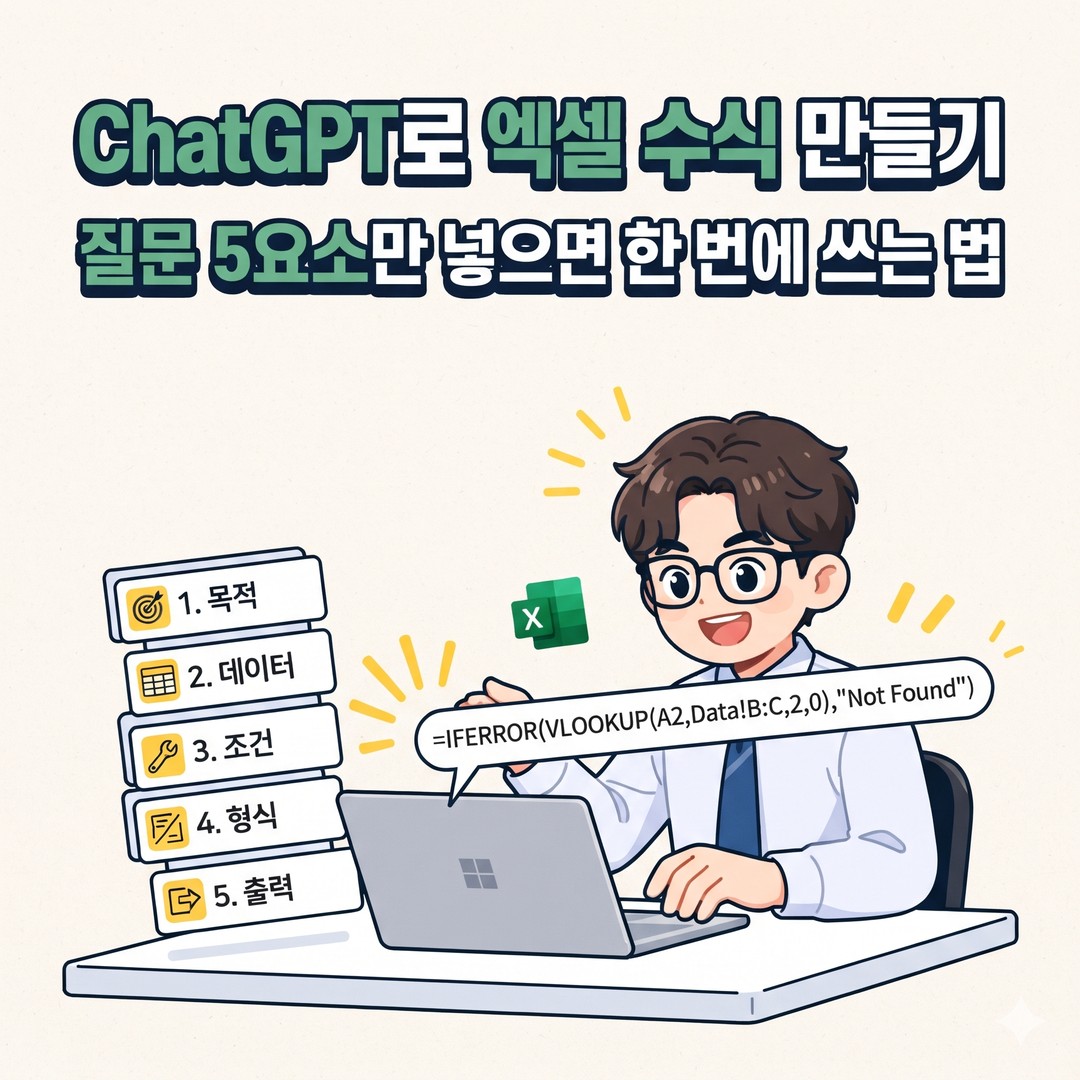 ChatGPT로 엑셀 수식 만들기
질문 5요소만 넣으면 한 번에 쓰는 법
1. 목적
2. 데이터
3. 조건
4. 형식
5. 출력
X
=IFERROR(VLOOKUP(A2,Data!B:C,2,0),"Not Found")